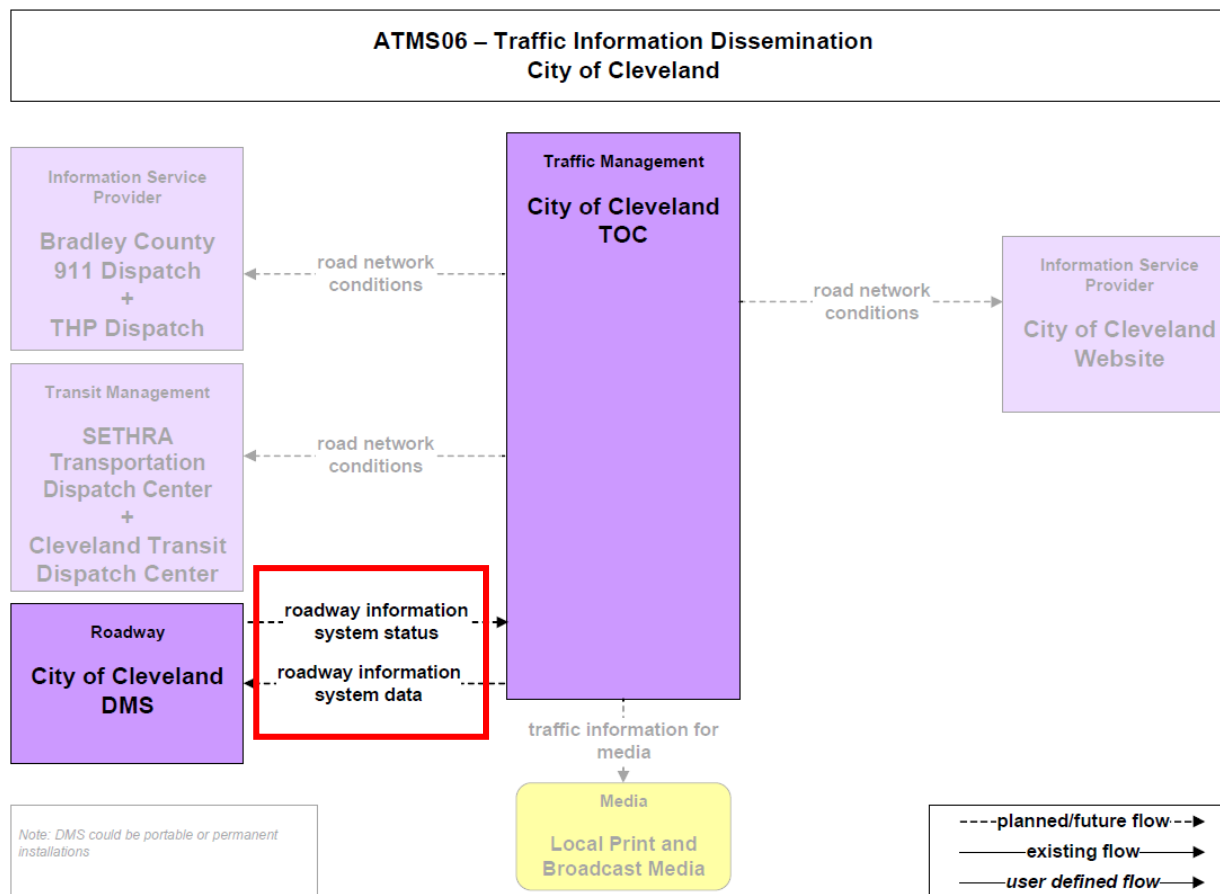 ATMS06 – Traffic Information Dissemination
City of Cleveland
Information Service
Provider
Bradley County
911 Dispatch
+
THP Dispatch
road network
conditions
Traffic Management
City of Cleveland
TOC
road network
conditions
Information Service
Provider
City of Cleveland
Website
Transit Management
SETHRA
Transportation
Dispatch Center
+
Cleveland Transit
Dispatch Center
road network
conditions
Roadway
City of Cleveland
DMS
roadway information
system status
roadway information
system data
traffic information for
media
Media
Local Print and
Broadcast Media
Note: DMS could be portable or permanent
installations
planned/future flow
existing flow
user defined flow